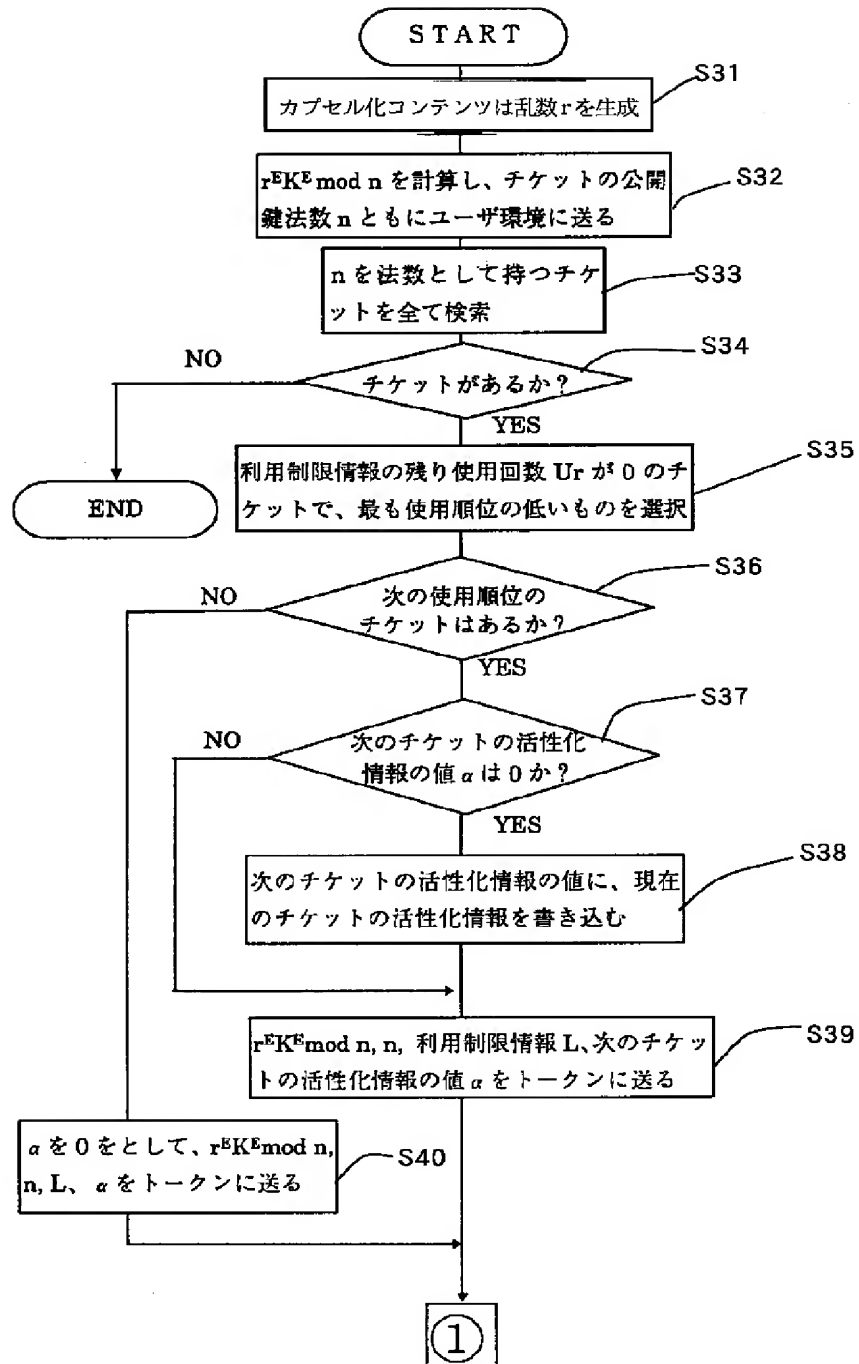 START
S31
カプセル化コンテンツは乱数rを生成
S32
rᴱKᴱ mod n を計算し、チケットの公開
鍵法数 n ともにユーザ環境に送る
S33
n を法数として持つチケ
ットを全て検索
S34
NO
チケットがあるか？
YES
S35
END
利用制限情報の残り使用回数 Ur が 0 のチ
ケットで、最も使用順位の低いものを選択
S36
NO
次の使用順位の
チケットはあるか？
YES
S37
NO
次のチケットの活性化
情報の値 α は 0 か？
YES
S38
次のチケットの活性化情報の値に、現在
のチケットの活性化情報を書き込む
S39
rᴱKᴱmod n, n, 利用制限情報 L、次のチケッ
トの活性化情報の値 α をトークンに送る
α を 0 をとして、rᴱKᴱmod n,
n, L、 α をトークンに送る
S40
①